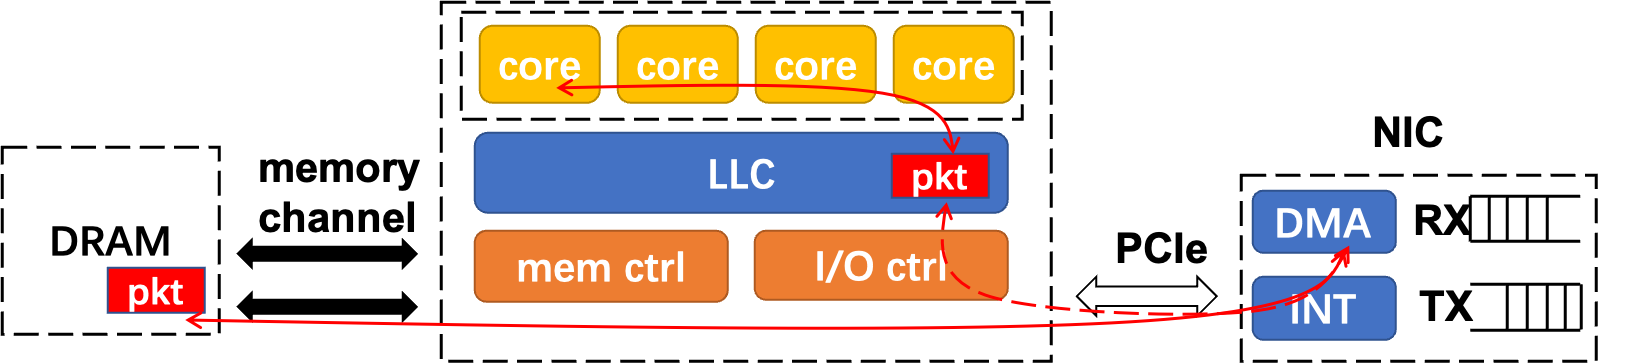 core core core core
memory
channel
LLC
pkt
DRAM
pkt
mem ctrl
I/O ctrl
PCIe
NIC
DMA
RX
INT
TX